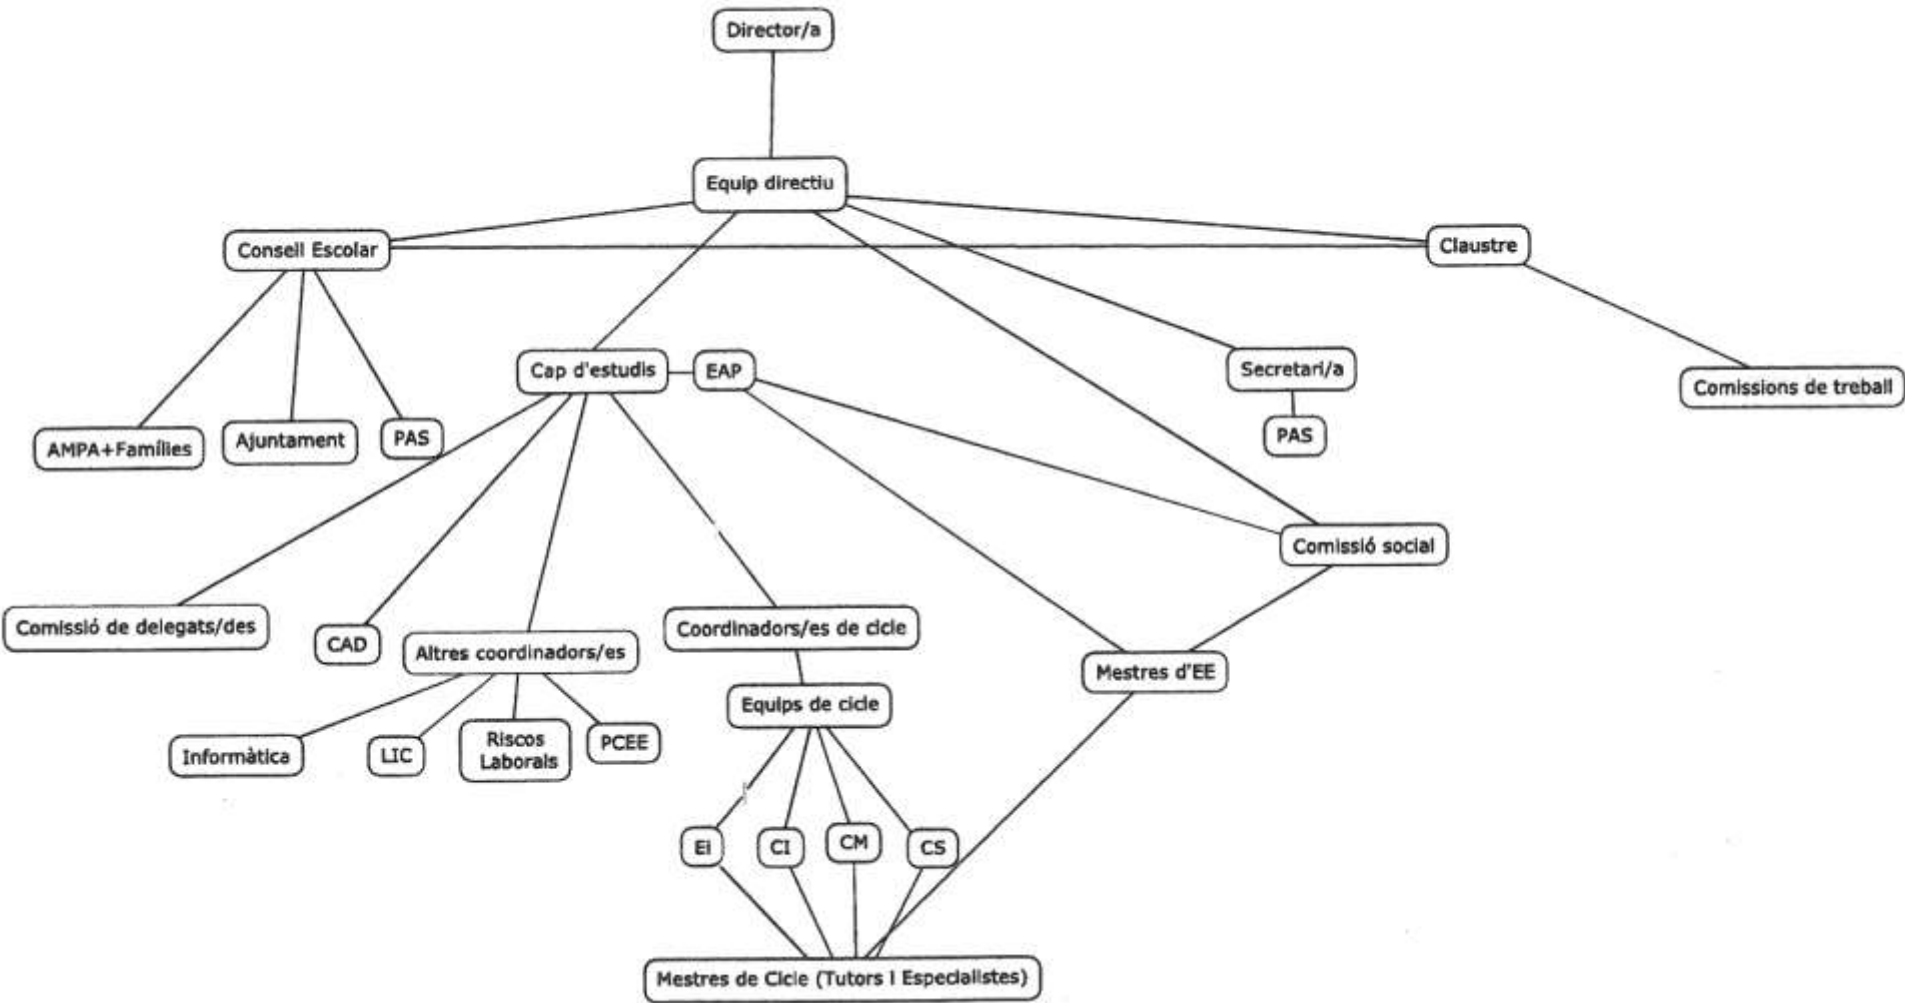 Director/a
Equip directiu
Consell Escolar
Claustre
Cap d'estudis
EAP
Secretari/a
Comissions de treball
AMPA+Famílies
Ajuntament
PAS
PAS
Comissió social
Comissió de delegats/des
CAD
Altres coordinadors/es
Coordinadors/es de cicle
Mestres d'EE
Equips de cicle
Informàtica
LIC
Riscos
Laborals
PCEE
EI
CI
CM
CS
Mestres de Cicle (Tutors i Especialistes)